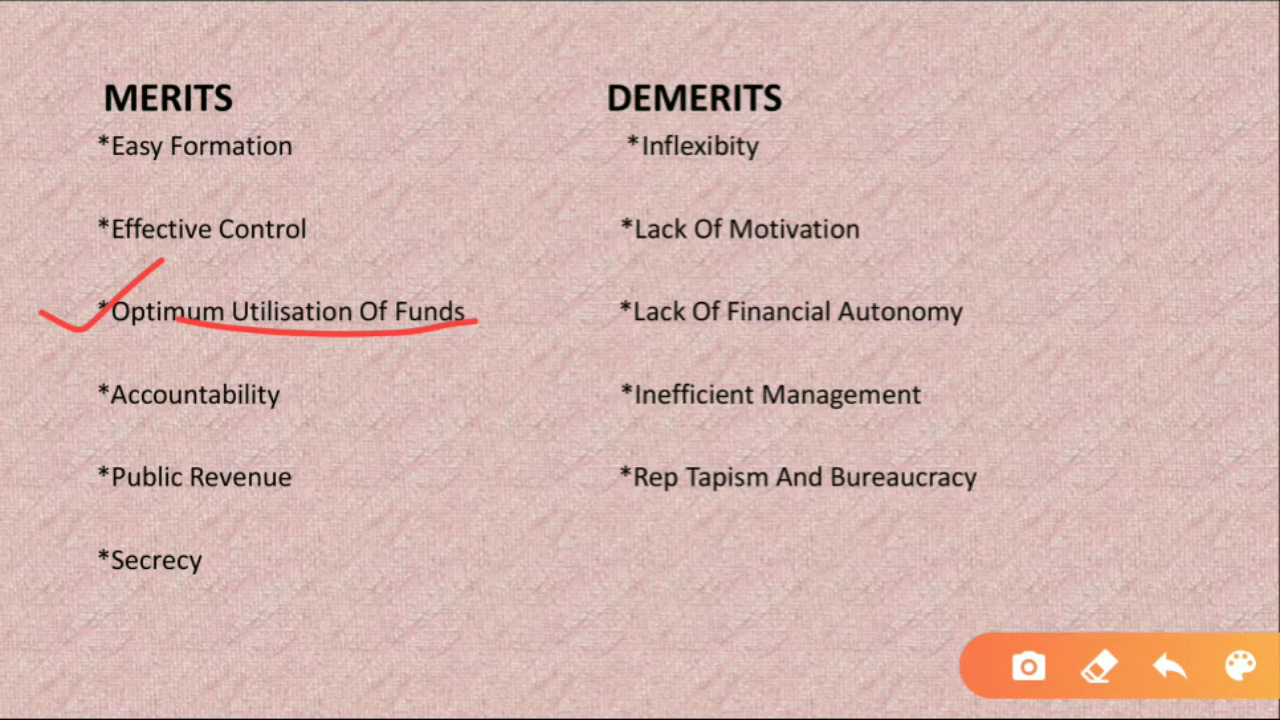 MERITS
*Easy Formation
*Effective Control
*Optimum Utilisation Of Funds
*Accountability
*Public Revenue
*Secrecy
DEMERITS
*Inflexibity
*Lack Of Motivation
*Lack Of Financial Autonomy
*Inefficient Management
*Rep Tapism And Bureaucracy